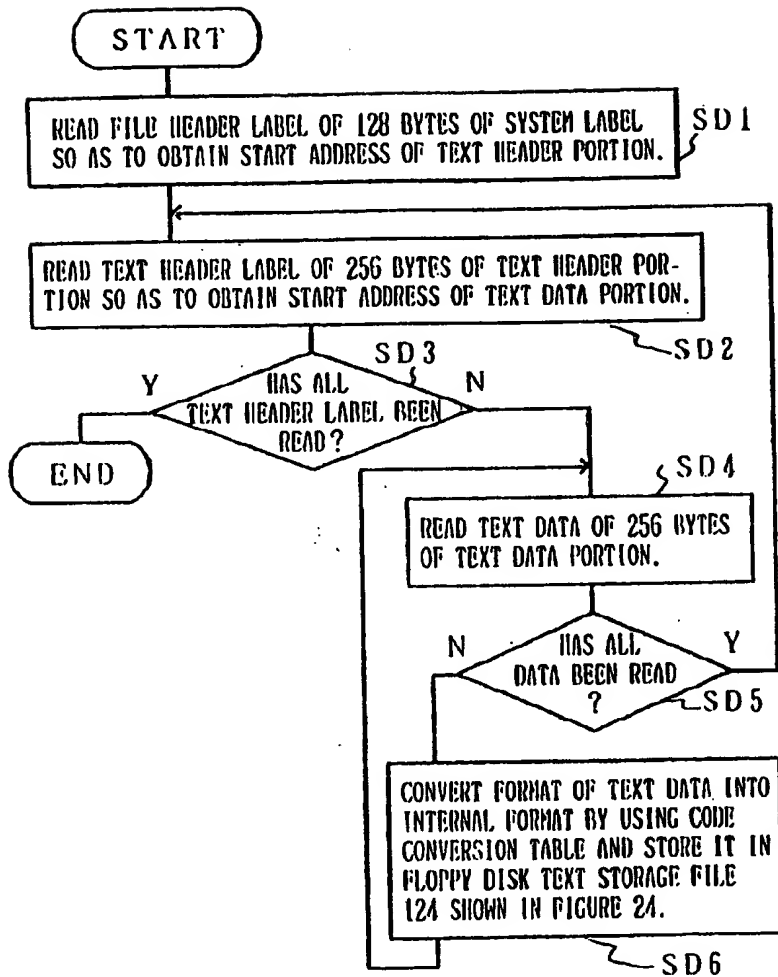 START
READ FILE HEADER LABEL OF 128 BYTES OF SYSTEM LABEL
SO AS TO OBTAIN START ADDRESS OF TEXT HEADER PORTION.
SD1
READ TEXT HEADER LABEL OF 256 BYTES OF TEXT HEADER POR-
TION SO AS TO OBTAIN START ADDRESS OF TEXT DATA PORTION.
SD2
SD3
Y
HAS ALL
TEXT HEADER LABEL BEEN
READ?
N
END
SD4
READ TEXT DATA OF 256 BYTES
OF TEXT DATA PORTION.
N
HAS ALL
DATA BEEN READ
?
Y
SD5
CONVERT FORMAT OF TEXT DATA INTO
INTERNAL FORMAT BY USING CODE
CONVERSION TABLE AND STORE IT IN
FLOPPY DISK TEXT STORAGE FILE
124 SHOWN IN FIGURE 24.
SD6